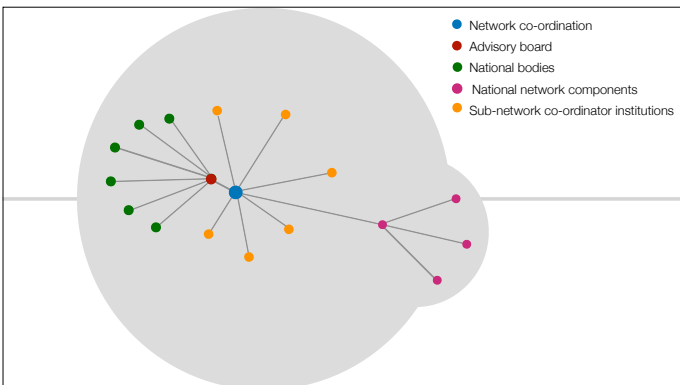 Network co-ordination
Advisory board
National bodies
National network components
Sub-network co-ordinator institutions